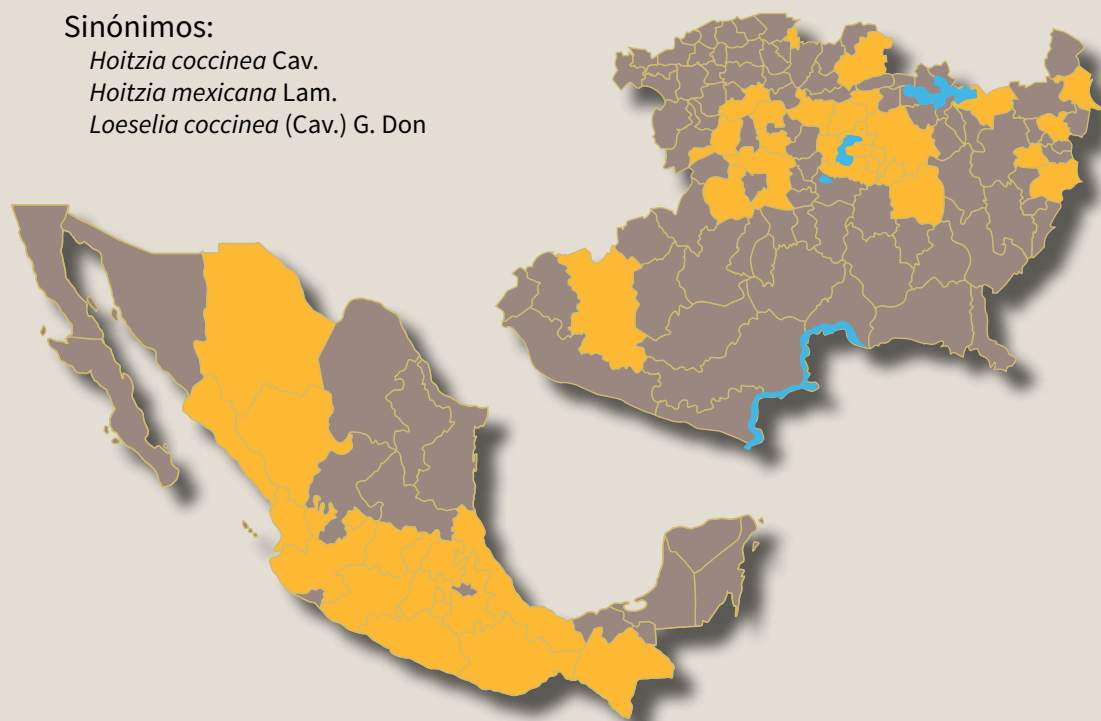 Sinónimos:
Hoitzia coccinea Cav.
Hoitzia mexicana Lam.
Loeselia coccinea (Cav.) G. Don